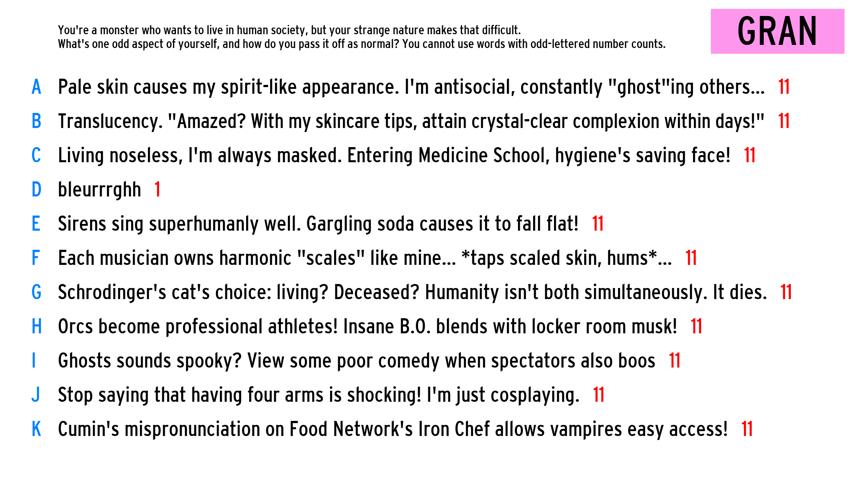 You're a monster who wants to live in human society, but your strange nature makes that difficult.
What's one odd aspect of yourself, and how do you pass it off as normal? You cannot use words with odd-lettered number counts.
GRAN
A Pale skin causes my spirit-like appearance. I'm antisocial, constantly "ghost"ing others... 11
B Translucency. "Amazed? With my skincare tips, attain crystal-clear complexion within days!" 11
C Living noseless, I'm always masked. Entering Medicine School, hygiene's saving face! 11
D bleurrrghh 1
E Sirens sing superhumanly well. Gargling soda causes it to fall flat! 11
F Each musician owns harmonic "scales" like mine... *taps scaled skin, hums*... 11
G Schrodinger's cat's choice: living? Deceased? Humanity isn't both simultaneously. It dies. 11
H Orcs become professional athletes! Insane B.O. blends with locker room musk! 11
I Ghosts sounds spooky? View some poor comedy when spectators also boos 11
J Stop saying that having four arms is shocking! I'm just cosplaying. 11
K Cumin's mispronunciation on Food Network's Iron Chef allows vampires easy access! 11